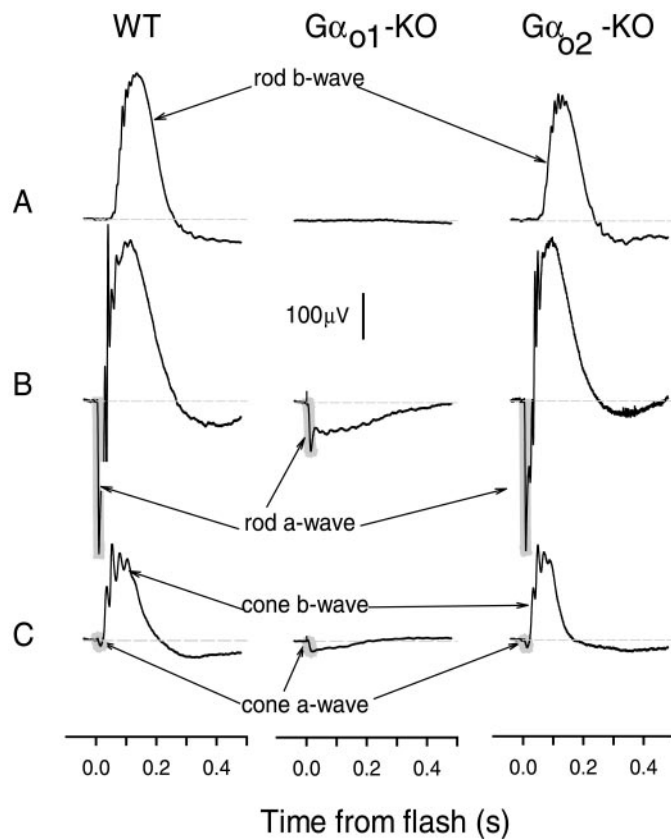 WT Gαo1-KO Gαo2 -KO
rod b-wave
A
100μV
B
rod a-wave
cone b-wave
C
cone a-wave
0.0 0.2 0.4 0.0 0.2 0.4 0.0 0.2 0.4
Time from flash (s)